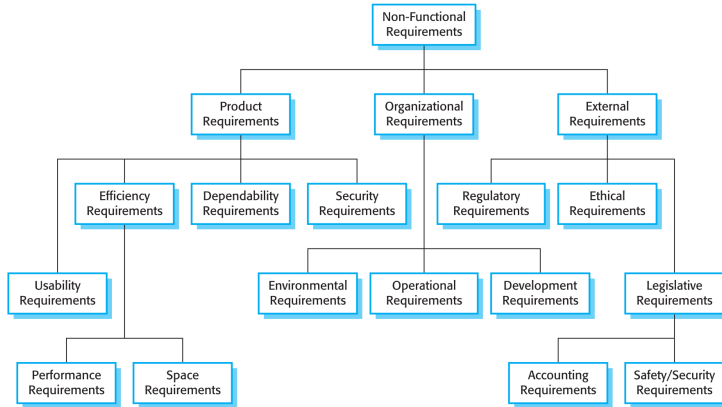 Non-Functional
Requirements
Product
Requirements
Organizational
Requirements
External
Requirements
Efficiency
Requirements
Dependability
Requirements
Security
Requirements
Regulatory
Requirements
Ethical
Requirements
Usability
Requirements
Environmental
Requirements
Operational
Requirements
Development
Requirements
Legislative
Requirements
Performance
Requirements
Space
Requirements
Accounting
Requirements
Safety/Security
Requirements